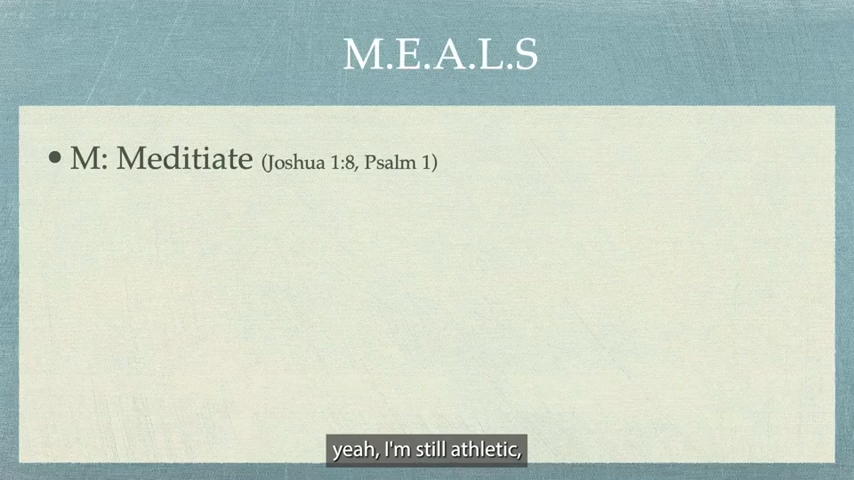 M.E.A.L.S
• M: Meditiate (Joshua 1:8, Psalm 1)
yeah, I'm still athletic,